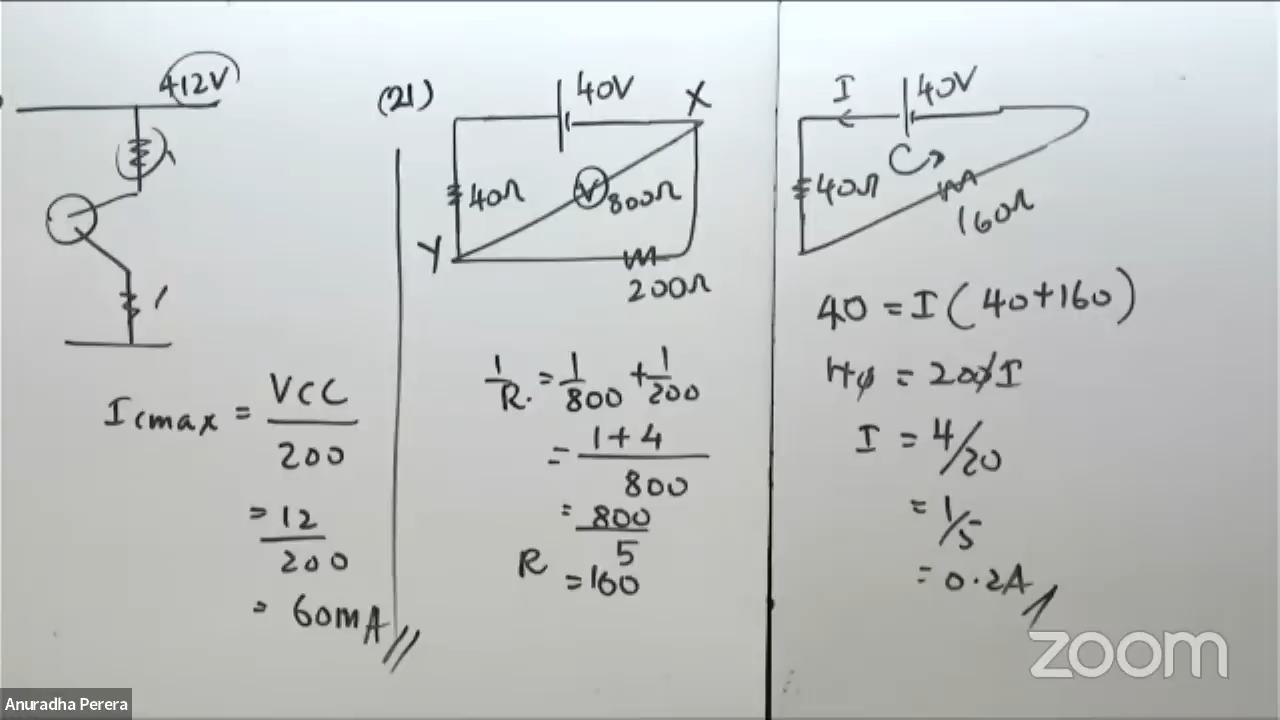 +12V
I cmax = VCC / 200
= 12 / 200
= 60mA //
(21)
40V
X
40Ω
V
800Ω
Y
200Ω
1/R = 1/800 + 1/200
= 1 + 4 / 800
= 800 / 5
R = 160
I
40V
40Ω
160Ω
40 = I ( 40+160 )
40 = 200 I
I = 4/20
= 1/5
= 0.2A
zoom
Anuradha Perera